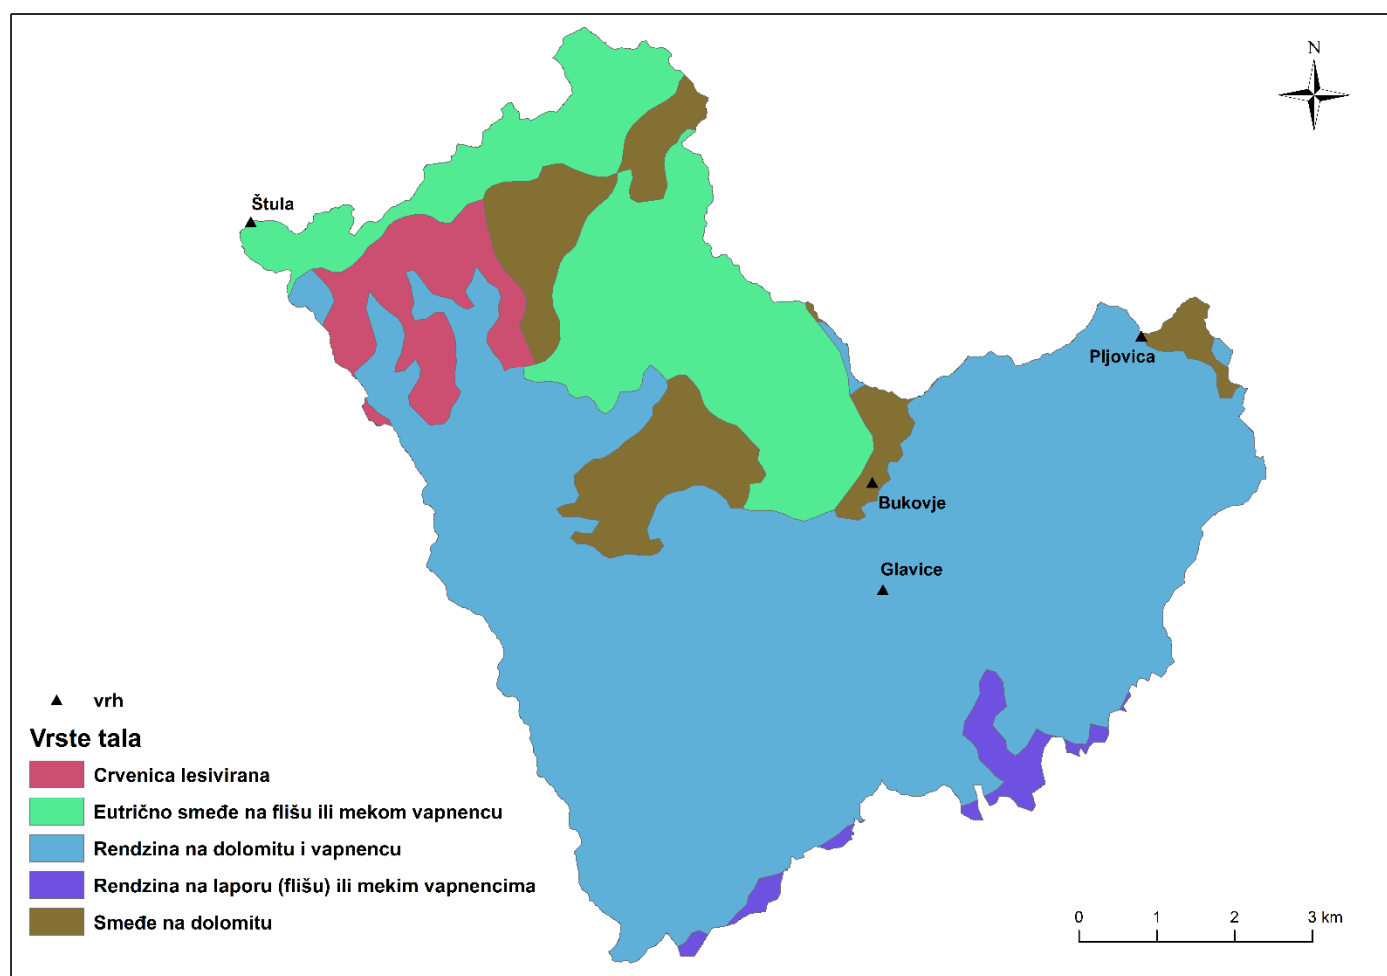 N
Štula
Pljovica
Bukovje
Glavice
vrh
Vrste tala
Crvenica lesivirana
Eutrično smeđe na flišu ili mekom vapnencu
Rendzina na dolomitu i vapnencu
Rendzina na laporu (flišu) ili mekim vapnencima
Smeđe na dolomitu
0 1 2 3 km